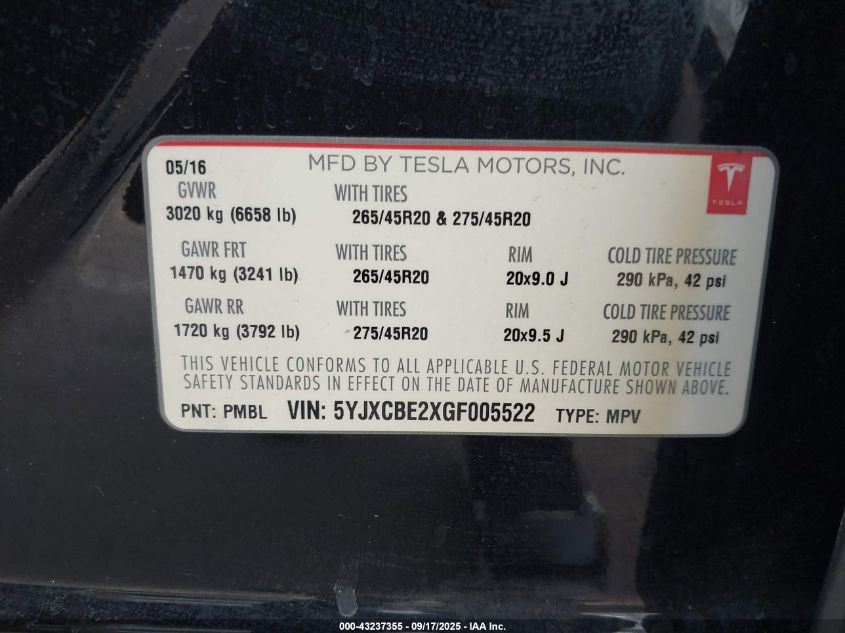 05/16 MFD BY TESLA MOTORS, INC.
GVWR WITH TIRES
3020 kg (6658 lb) 265/45R20 & 275/45R20
TESLA
GAWR FRT WITH TIRES RIM COLD TIRE PRESSURE
1470 kg (3241 lb) 265/45R20 20x9.0 J 290 kPa, 42 psi
GAWR RR WITH TIRES RIM COLD TIRE PRESSURE
1720 kg (3792 lb) 275/45R20 20x9.5 J 290 kPa, 42 psi
THIS VEHICLE CONFORMS TO ALL APPLICABLE U.S. FEDERAL MOTOR VEHICLE
SAFETY STANDARDS IN EFFECT ON THE DATE OF MANUFACTURE SHOWN ABOVE.
PNT: PMBL VIN: 5YJXCBE2XGF005522 TYPE: MPV
000-43237355 - 09/17/2025 - IAA Inc.